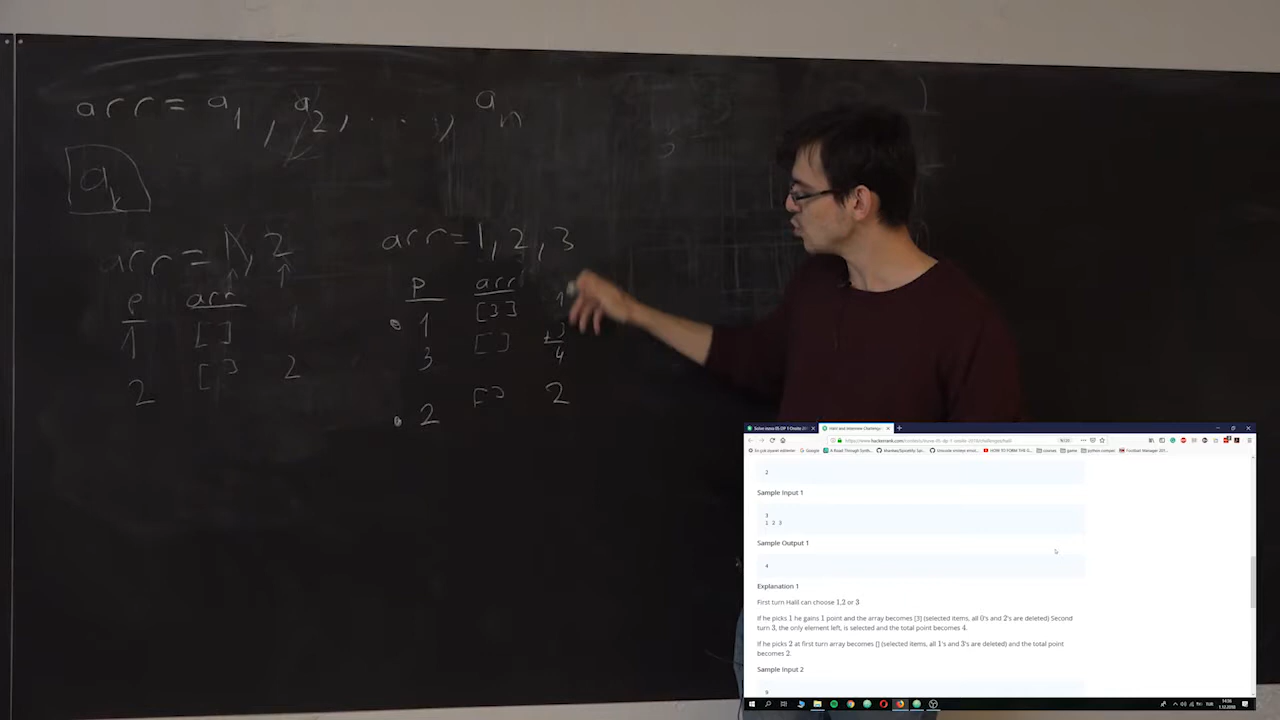 arr = a1, a2, . . . , an
ak
arr = 1, 2
P arr
1 [] 1
2 [] 2
arr = 1, 2, 3
P arr
1 [3] 1
3 [] +3
4
2 [] 2
2
Sample Input 1
3
1 2 3
Sample Output 1
4
Explanation 1
First turn Halil can choose 1,2 or 3
If he picks 1 he gains 1 point and the array becomes [3] (selected items, all 0's and 2's are deleted) Second
turn 3, the only element left, is selected and the total point becomes 4.
If he picks 2 at first turn array becomes [] (selected items, all 1's and 3's are deleted) and the total point
becomes 2.
Sample Input 2
9